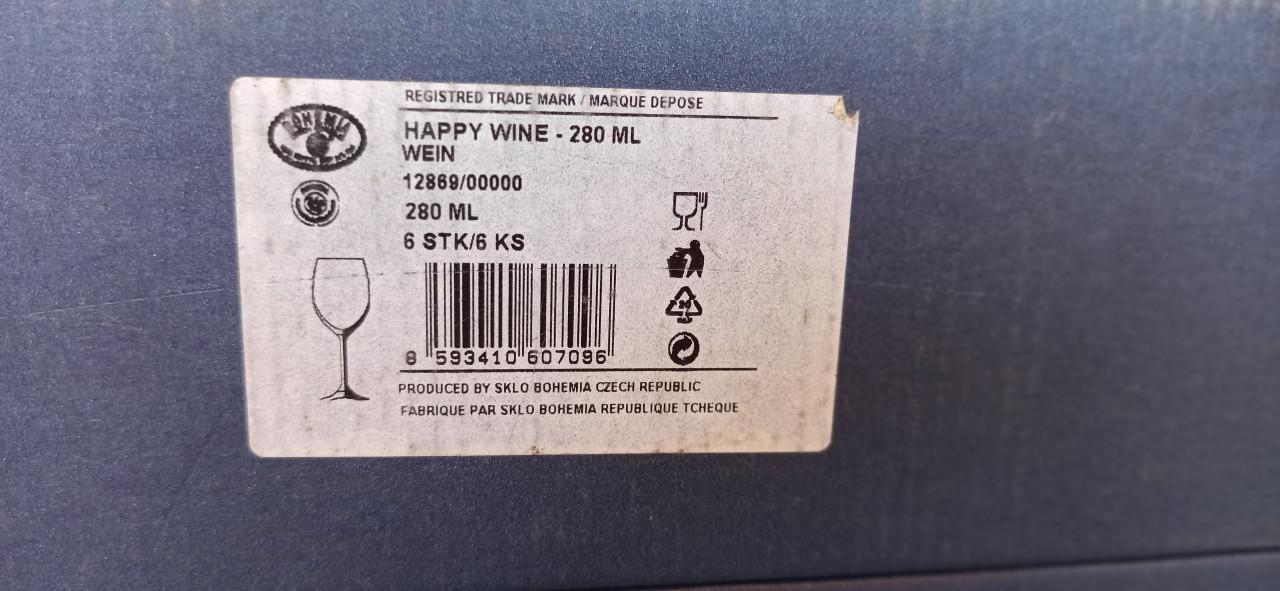 BOHEMIA
REGISTRED TRADE MARK / MARQUE DEPOSE
HAPPY WINE - 280 ML
WEIN
12869/00000
280 ML
6 STK/6 KS
8 593410 607096
PRODUCED BY SKLO BOHEMIA CZECH REPUBLIC
FABRIQUE PAR SKLO BOHEMIA REPUBLIQUE TCHEQUE